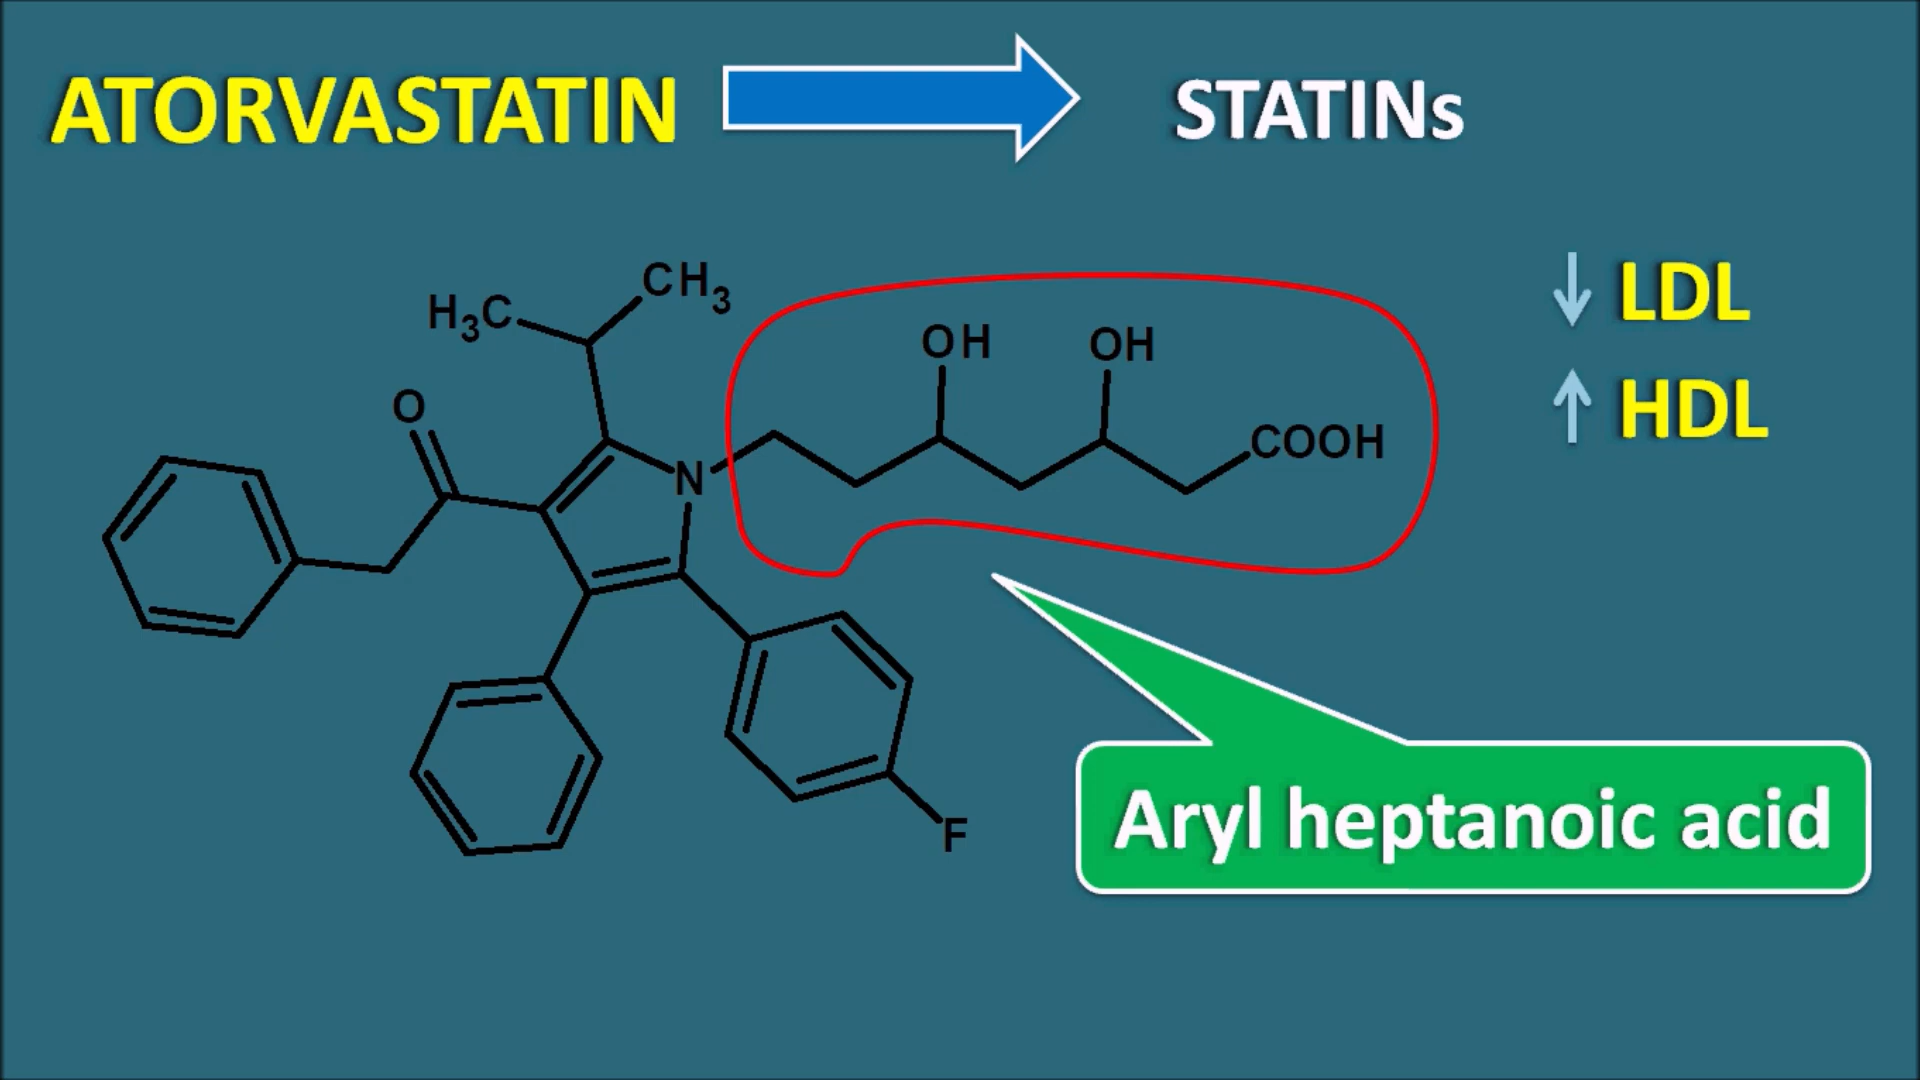 ATORVASTATIN
STATINs
LDL
HDL
CH₃
H₃C
OH
OH
O
COOH
N
F
Aryl heptanoic acid